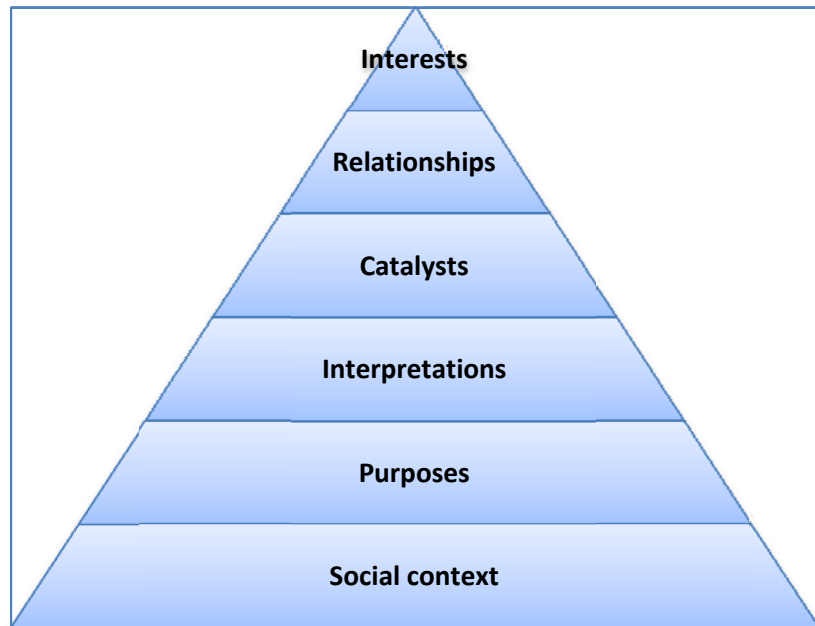 Interests
Relationships
Catalysts
Interpretations
Purposes
Social context